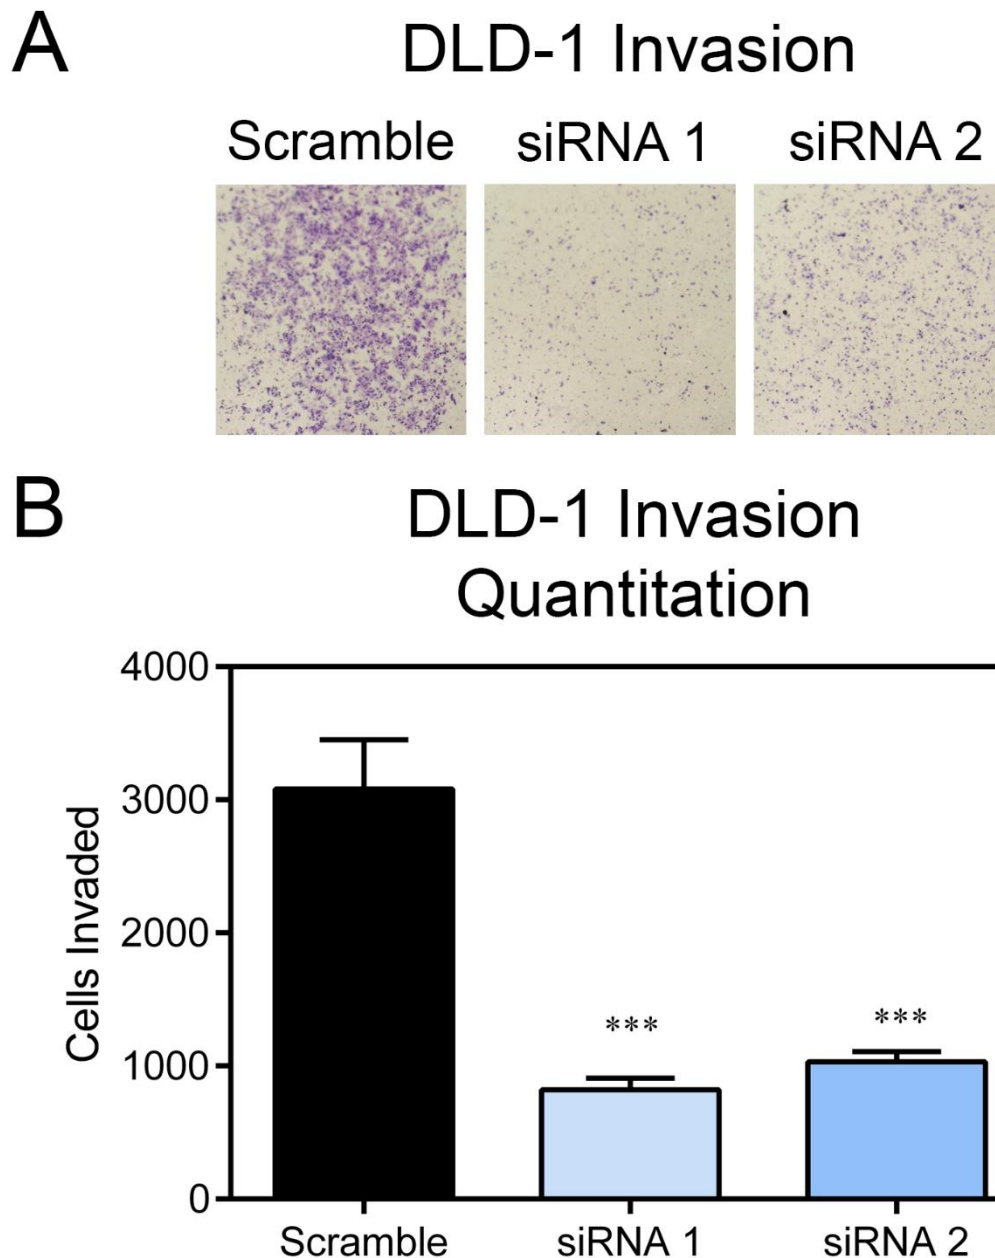 A
DLD-1 Invasion
Scramble siRNA 1 siRNA 2
B
DLD-1 Invasion
Quantitation
4000
3000
2000
1000
0
Cells Invaded
***
***
Scramble siRNA 1 siRNA 2